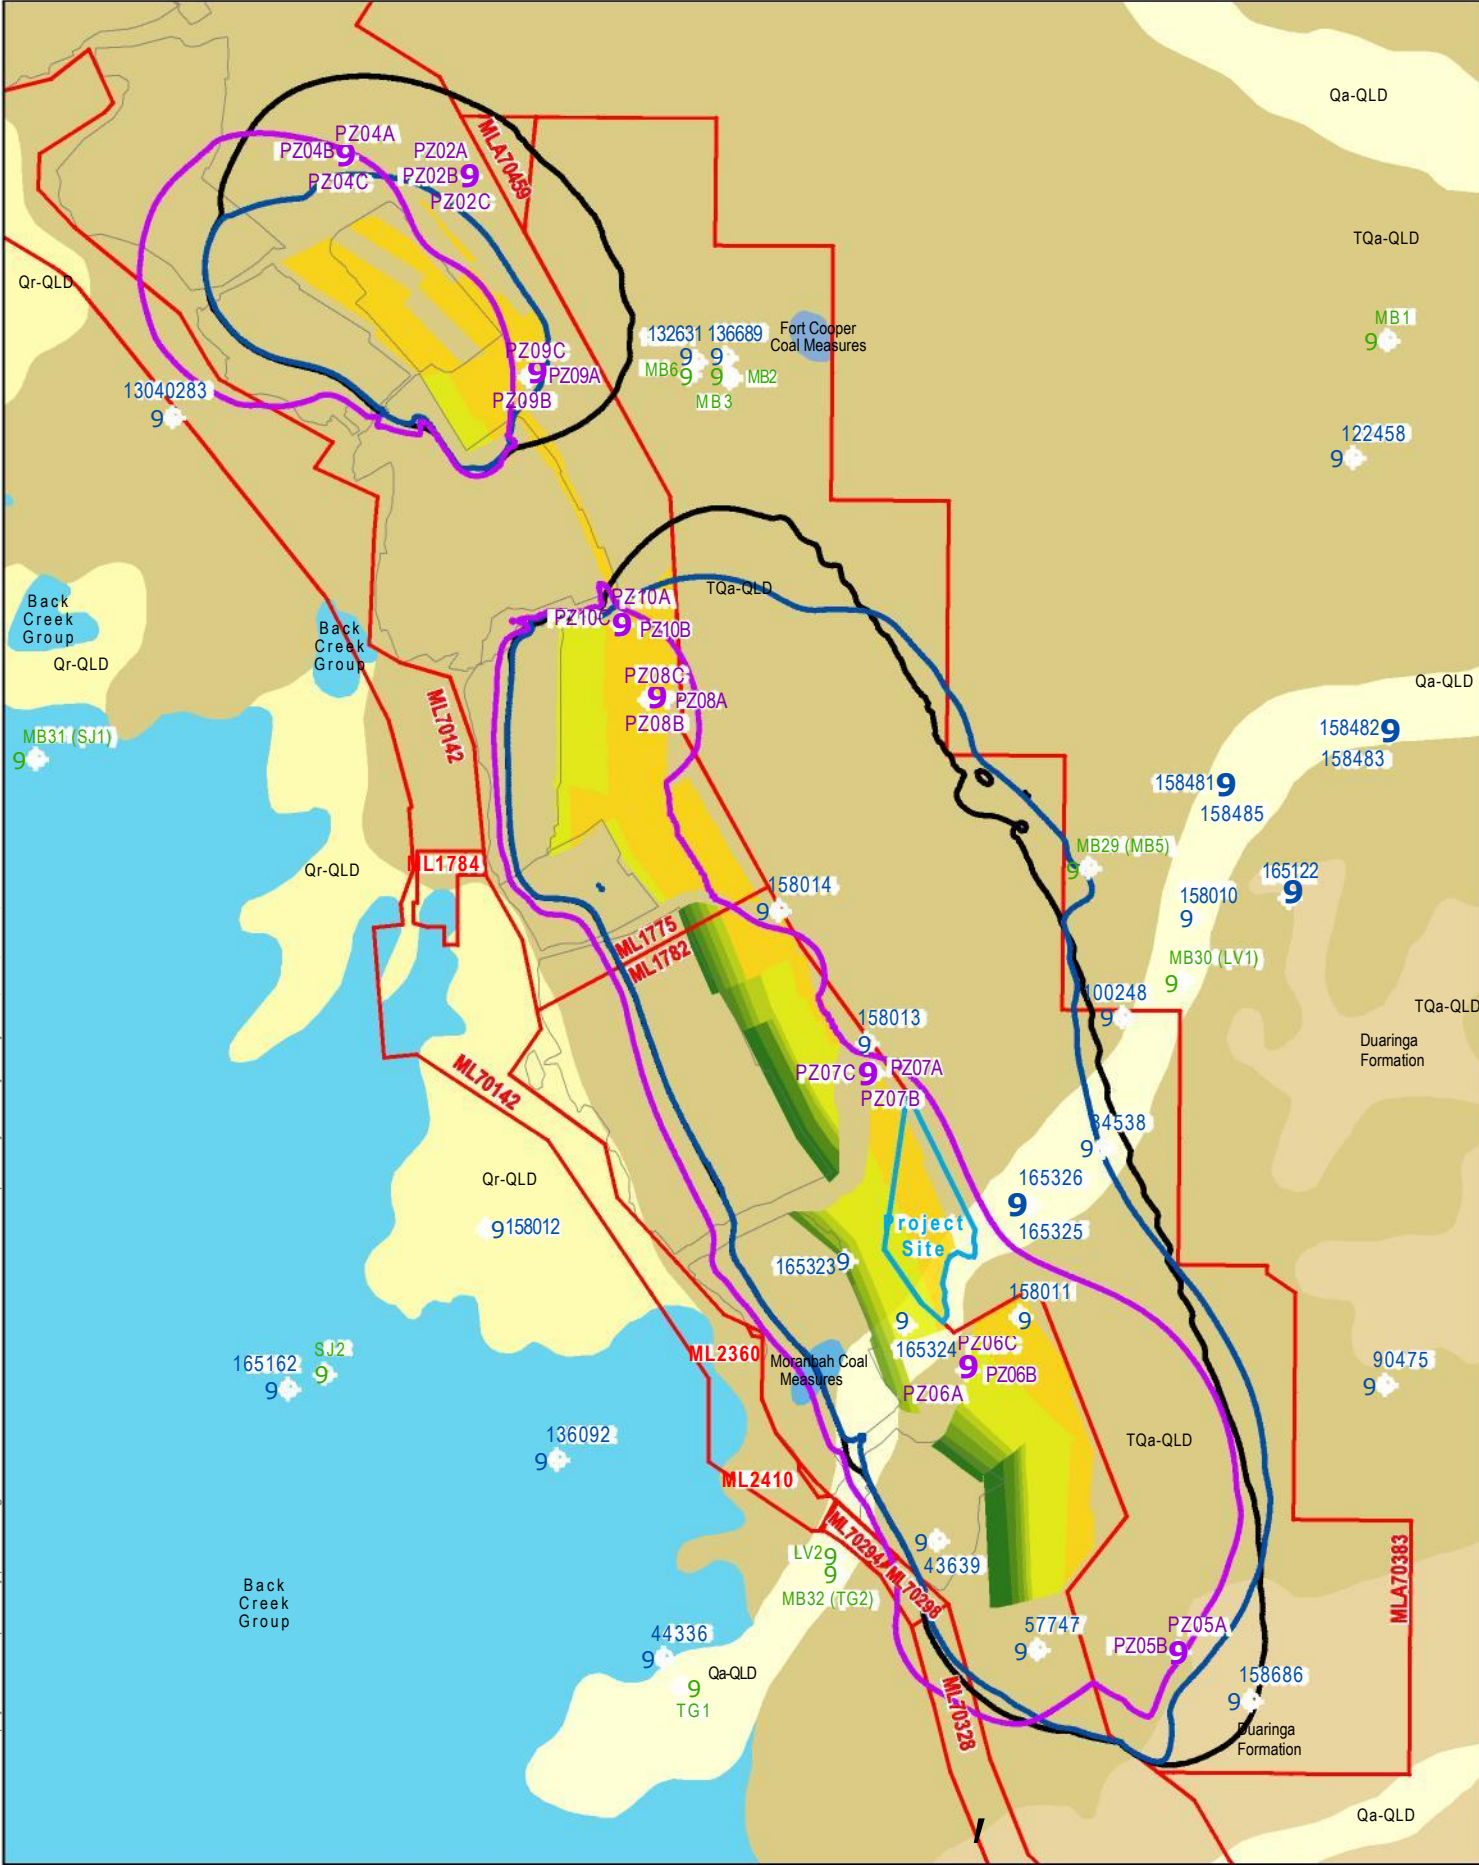 Qa-QLD
PZ04A
PZ04B
PZ04C
PZ02A
PZ02B
PZ02C
MLA70459
TQa-QLD
Qr-QLD
MB1
132631 136689
Fort Cooper
Coal Measures
MB6
MB2
MB3
PZ09C
PZ09A
PZ09B
13040283
122458
TQa-QLD
PZ10A
PZ10C
PZ10B
Back
Creek
Group
Back
Creek
Group
Qr-QLD
PZ08C
PZ08A
PZ08B
Qa-QLD
ML70142
MB31 (SJ1)
158482
158483
158481
158485
MB29 (MB5)
ML1784
Qr-QLD
165122
158014
158010
ML1775
ML1782
MB30 (LV1)
100248
TQa-QLD
158013
Duaringa
Formation
PZ07C
PZ07A
PZ07B
ML70142
34538
Qr-QLD
165326
158012
165325
Project
Site
165323
158011
165324
PZ06C
PZ06B
PZ06A
ML2360
Moranbah Coal
Measures
SJ2
165162
90475
136092
TQa-QLD
ML2410
ML70294
ML70298
MLA70383
LV2
43639
MB32 (TG2)
Back
Creek
Group
44336
57747
PZ05A
PZ05B
Qa-QLD
TG1
158686
ML70328
Duaringa
Formation
Qa-QLD